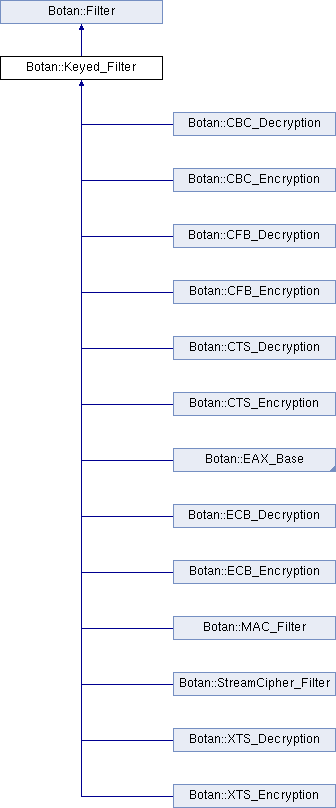 Botan::Filter
Botan::Keyed_Filter
Botan::CBC_Decryption
Botan::CBC_Encryption
Botan::CFB_Decryption
Botan::CFB_Encryption
Botan::CTS_Decryption
Botan::CTS_Encryption
Botan::EAX_Base
Botan::ECB_Decryption
Botan::ECB_Encryption
Botan::MAC_Filter
Botan::StreamCipher_Filter
Botan::XTS_Decryption
Botan::XTS_Encryption